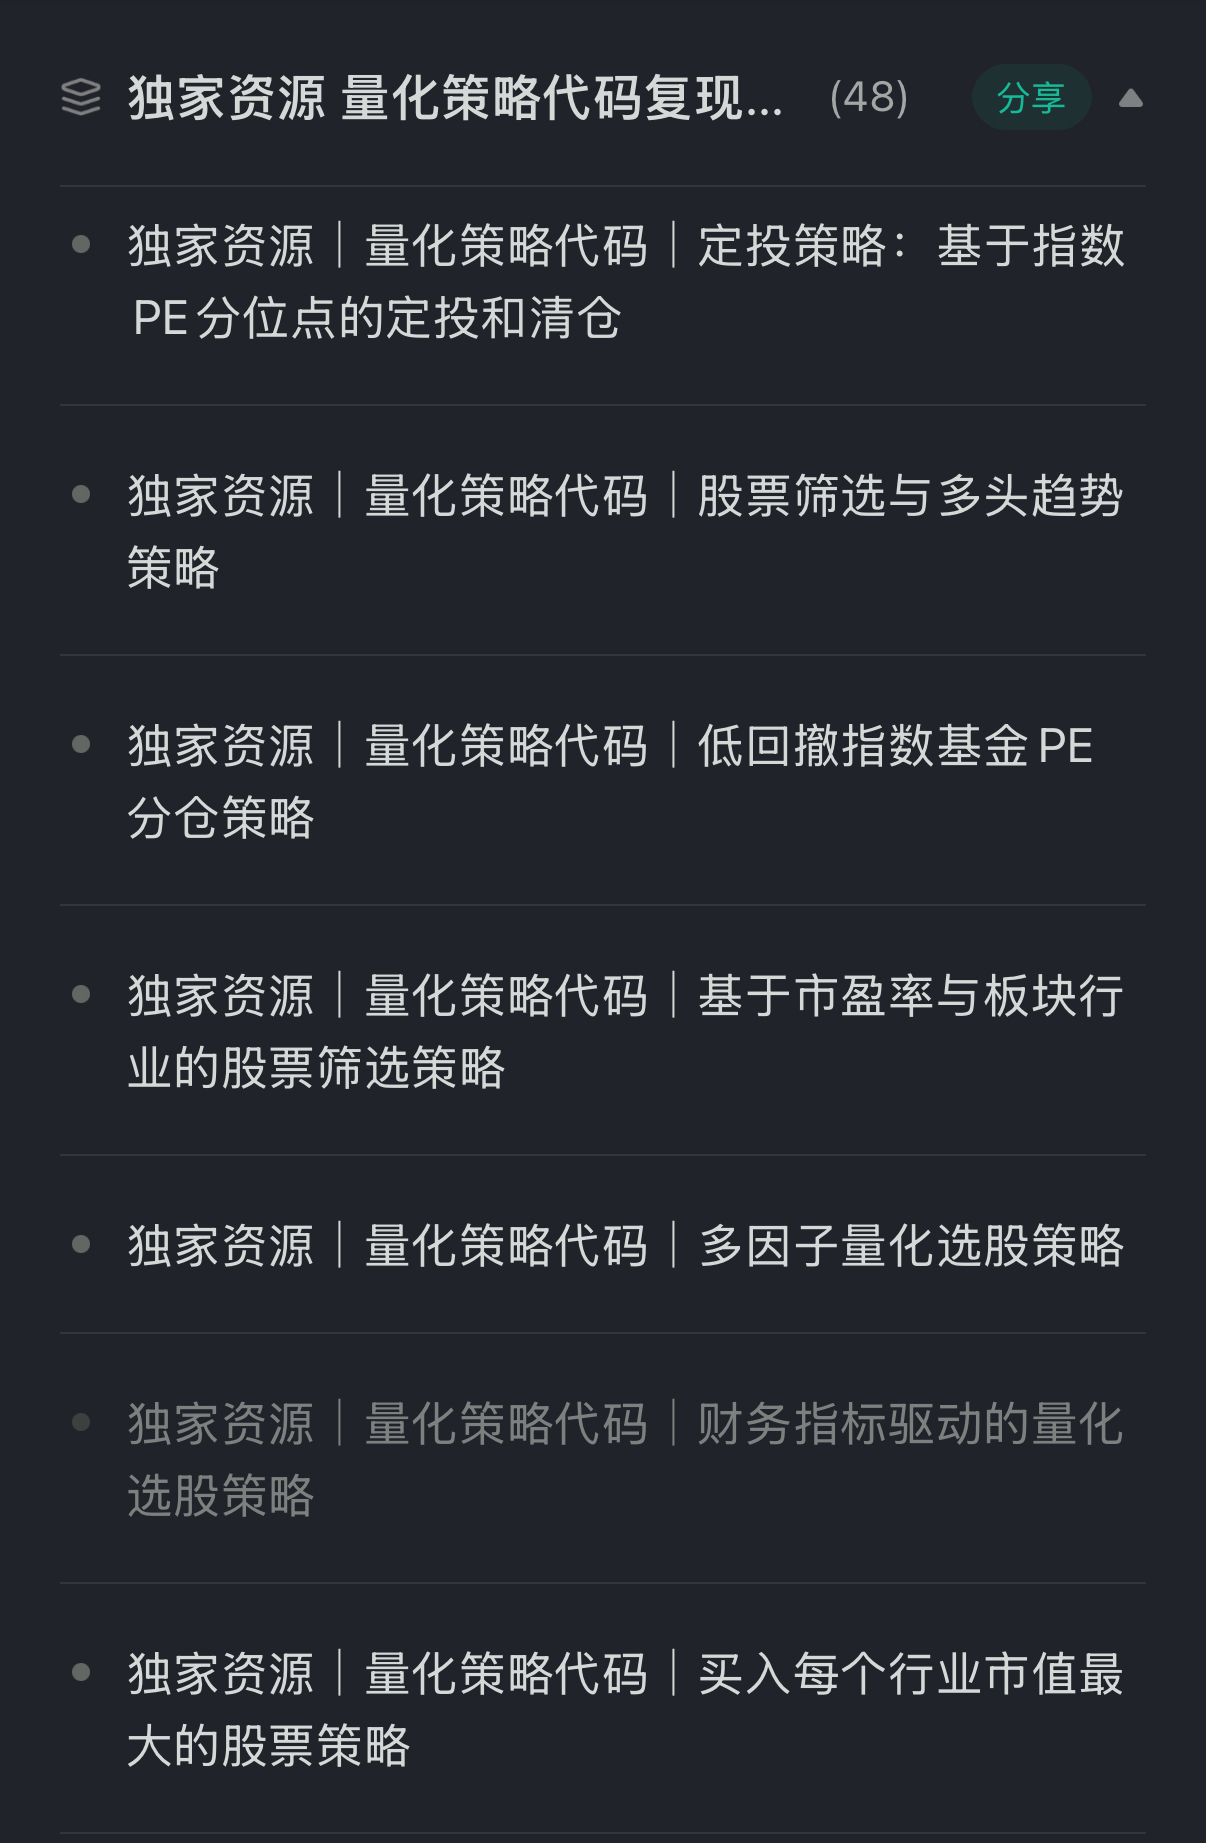 独家资源 量化策略代码复现... (48) 分享
独家资源｜量化策略代码｜定投策略：基于指数
PE 分位点的定投和清仓
独家资源｜量化策略代码｜股票筛选与多头趋势
策略
独家资源｜量化策略代码｜低回撤指数基金 PE
分仓策略
独家资源｜量化策略代码｜基于市盈率与板块行
业的股票筛选策略
独家资源｜量化策略代码｜多因子量化选股策略
独家资源｜量化策略代码｜财务指标驱动的量化
选股策略
独家资源｜量化策略代码｜买入每个行业市值最
大的股票策略